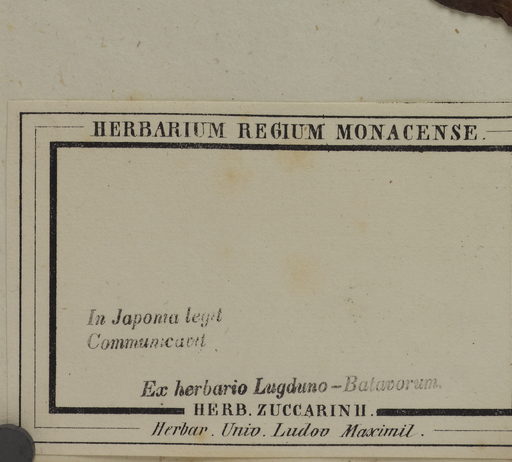 HERBARIUM REGIUM MONACENSE.
In Japonia legit
Communicavit
Ex herbario Lugduno-Batavorum.
HERB. ZUCCARINII.
Herbar. Univ. Ludov Maximil.